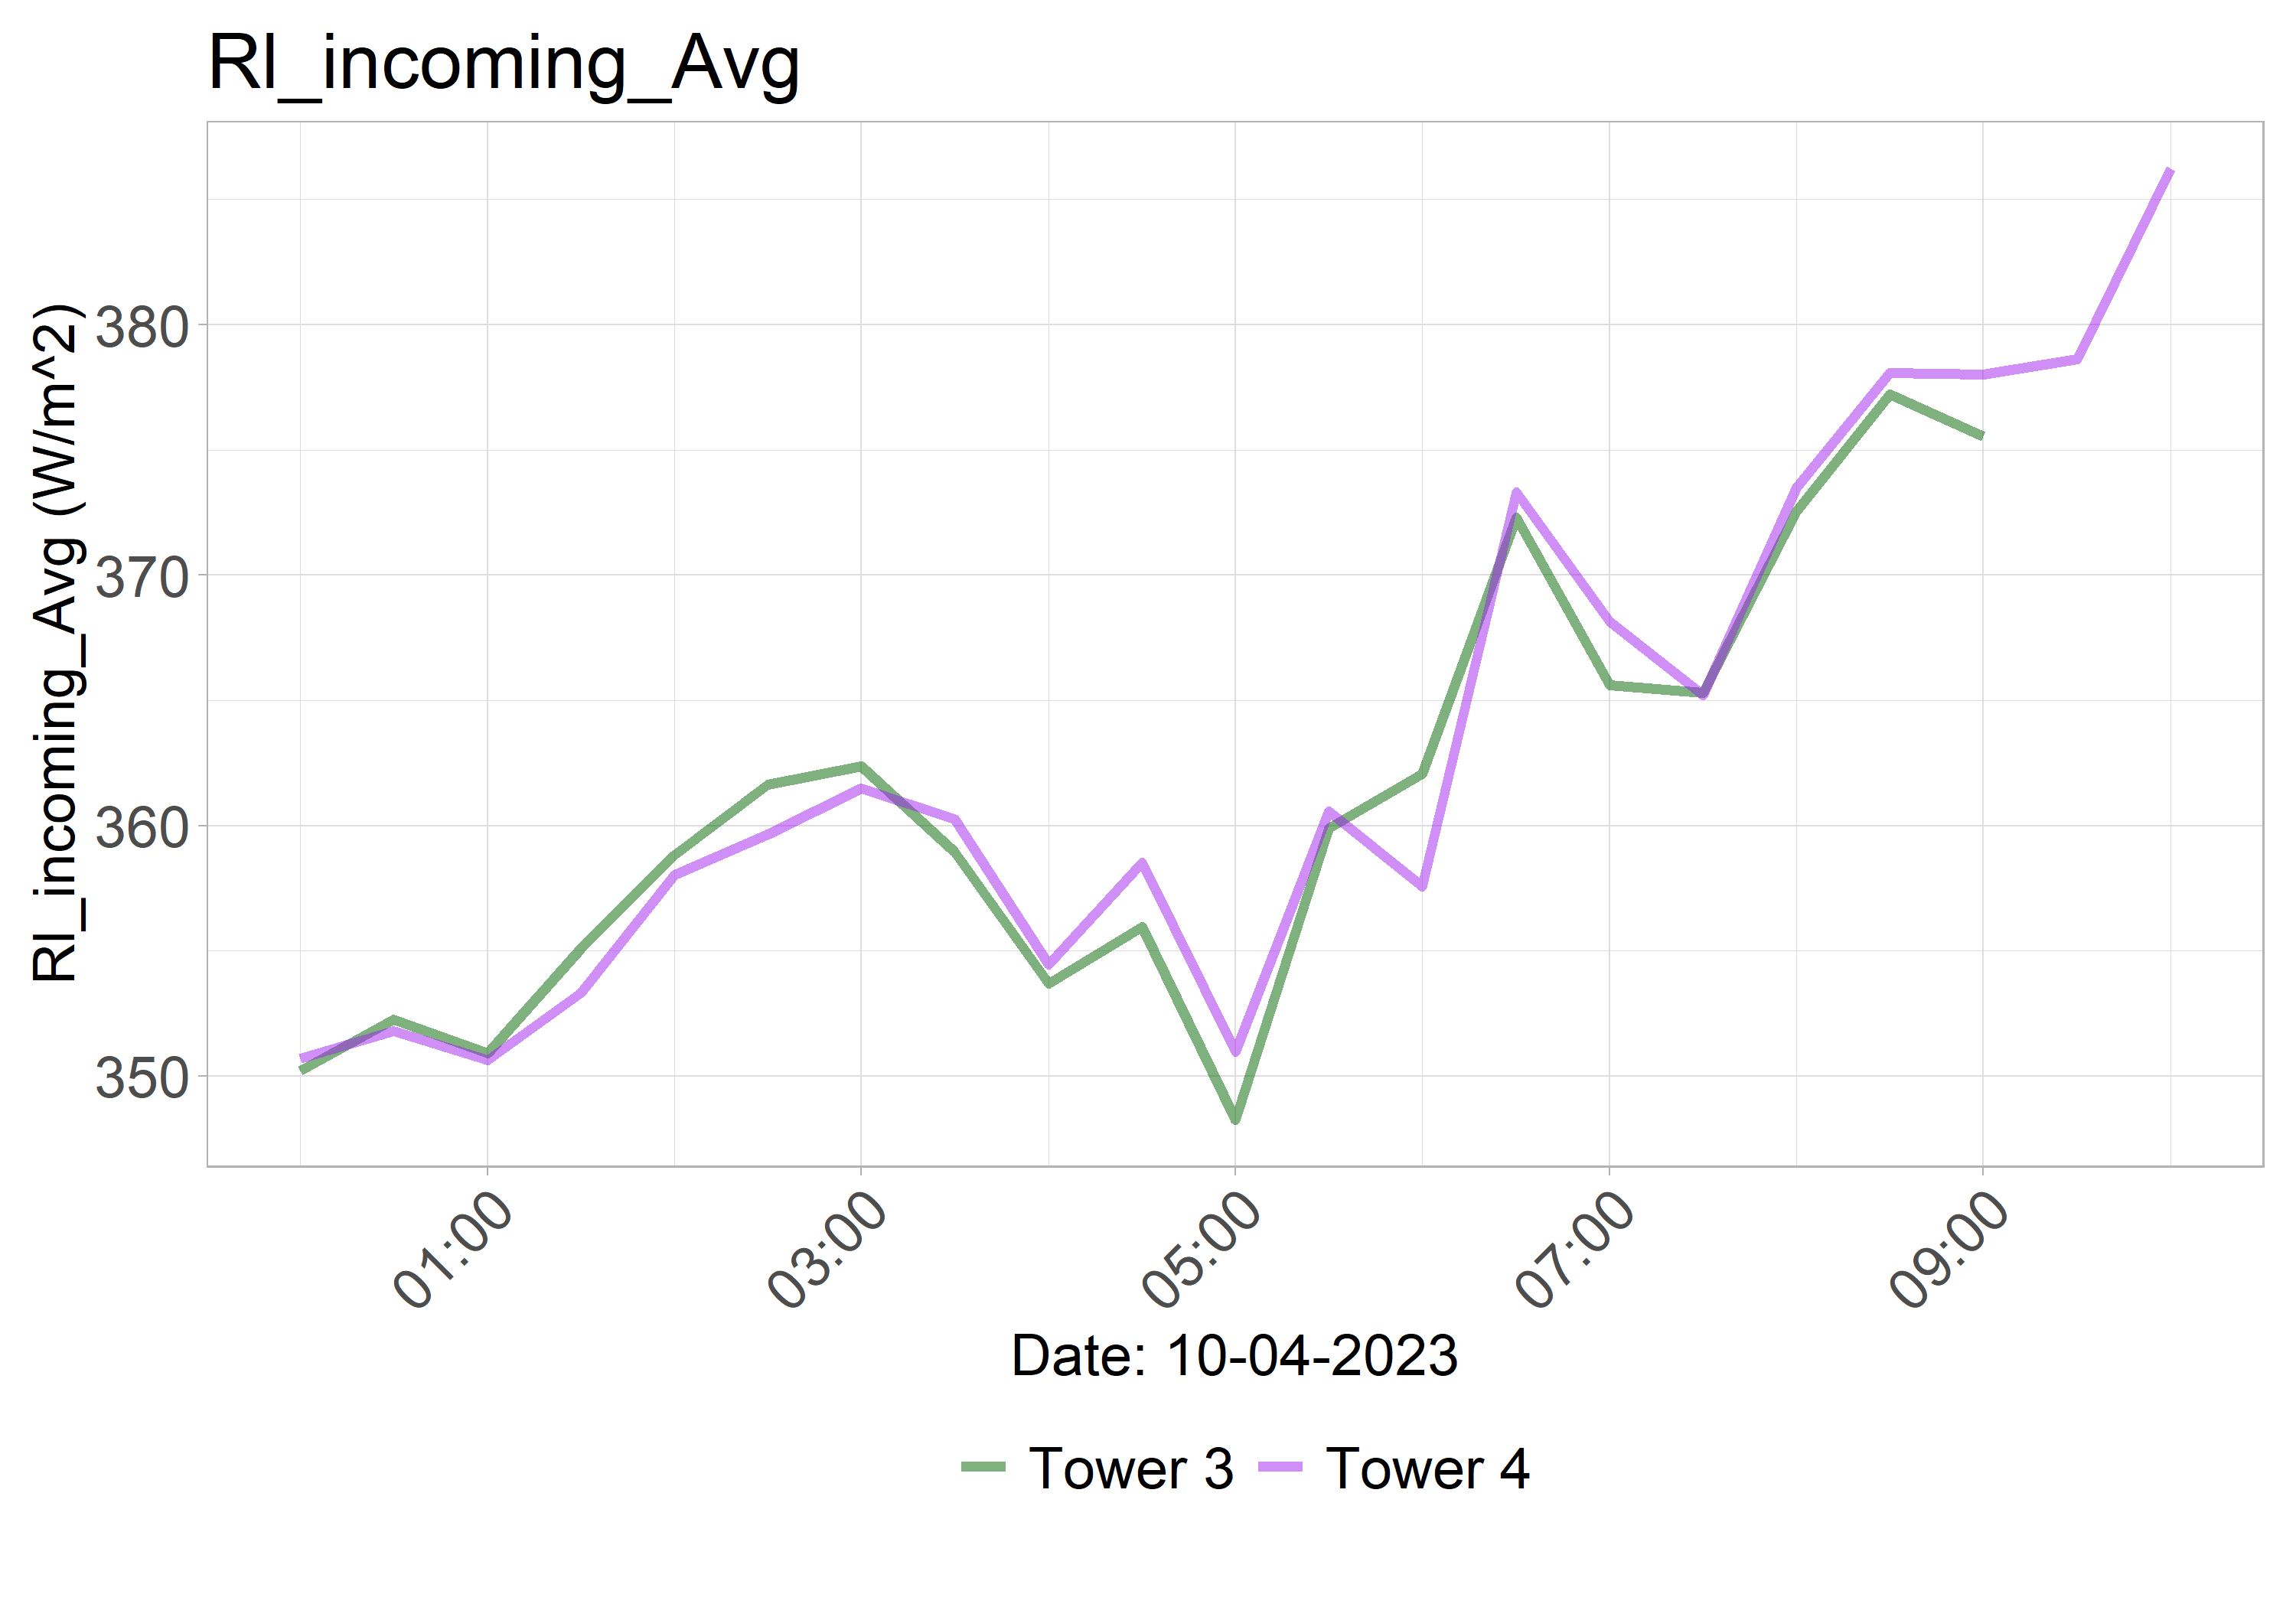 Rl_incoming_Avg
Rl_incoming_Avg (W/m^2)
380
370
360
350
01:00
03:00
05:00
07:00
09:00
Date: 10-04-2023
Tower 3
Tower 4